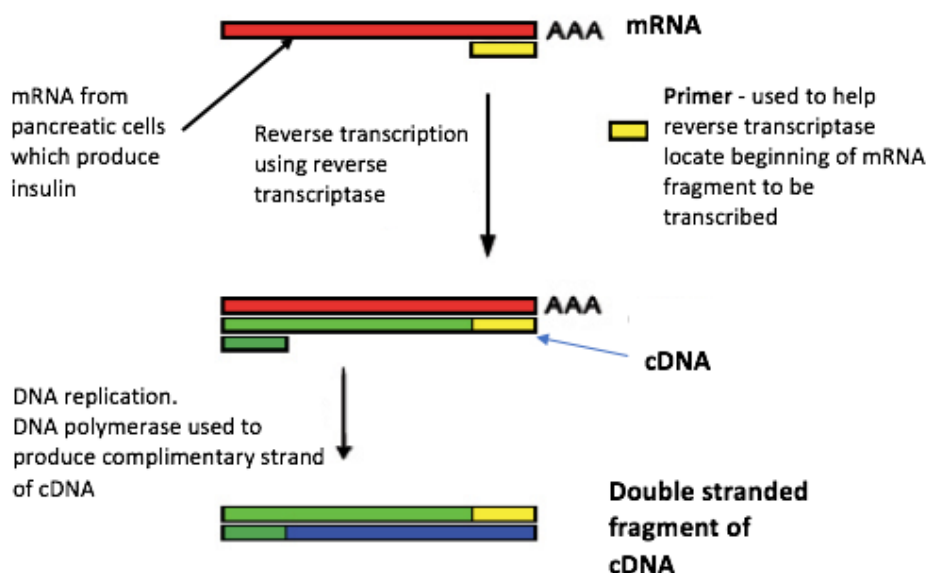 AAA mRNA
mRNA from
pancreatic cells
which produce
insulin
Reverse transcription
using reverse
transcriptase
Primer - used to help
reverse transcriptase
locate beginning of mRNA
fragment to be
transcribed
AAA
cDNA
DNA replication.
DNA polymerase used to
produce complimentary strand
of cDNA
Double stranded
fragment of
cDNA